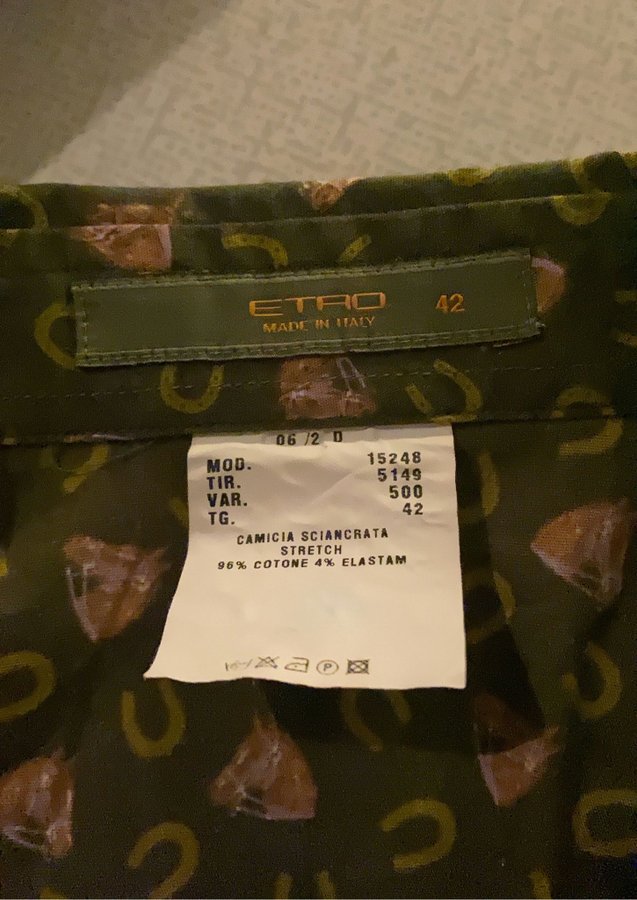 ETRO 42
MADE IN ITALY
06 /2 D
MOD. 15248
TIR. 5149
VAR. 500
TG. 42
CAMICIA SCIANCRATA
STRETCH
96% COTONE 4% ELASTAM
P